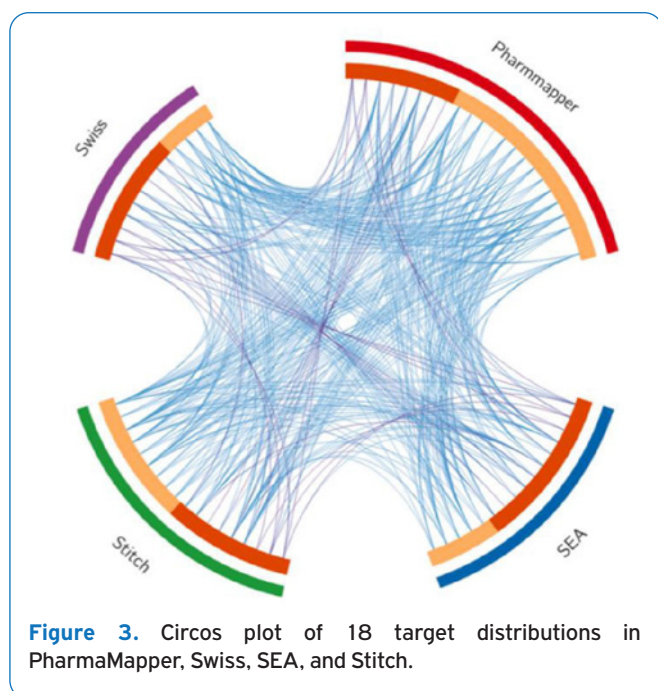 Pharmmapper
Swiss
Stitch
SEA
Figure 3. Circos plot of 18 target distributions in
PharmaMapper, Swiss, SEA, and Stitch.